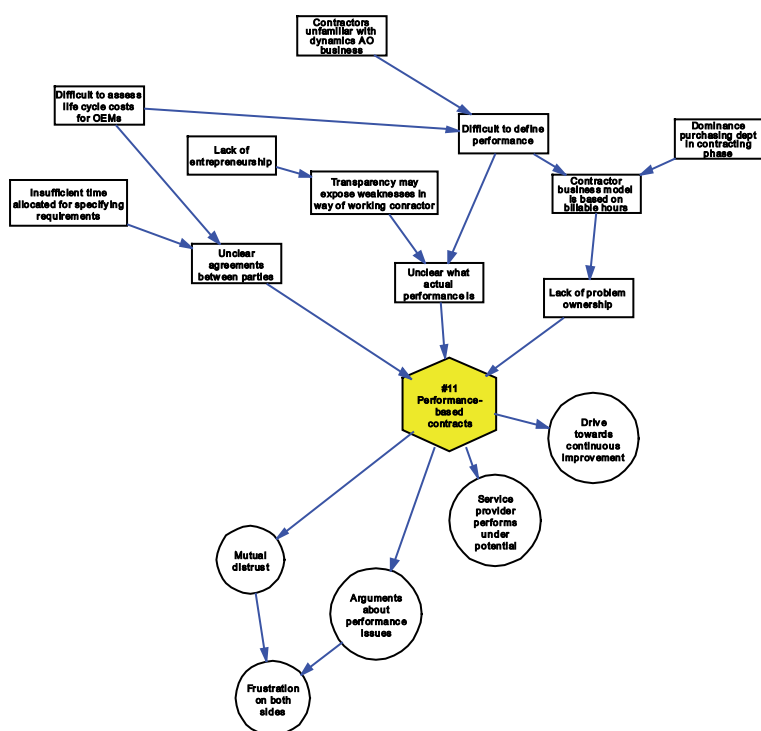 Contractors
unfamiliar with
dynamics AO
business
Difficult to assess
life cycle costs
for OEMs
Difficult to define
performance
Dominance
purchasing dept
in contracting
phase
Lack of
entrepreneurship
Transparency may
expose weaknesses in
way of working conractor
Contractor
business model
is based on
billable hours
Insufficient time
allocated for specifying
requirements
Unclear
agreements
between parties
Unclear what
actual
performance is
Lack of problem
ownership
#11
Performance-
based
contracts
Drive
towards
continuous
improvement
Service
provider
performs
under
potential
Mutual
distrust
Arguments
about
performance
issues
Frustration
on both
sides